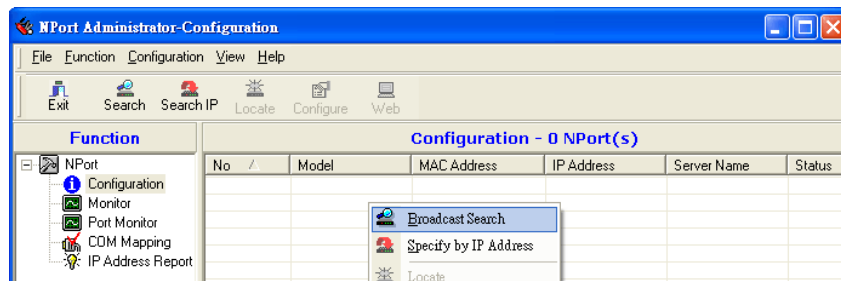 NPort Administrator-Configuration
File Function Configuration View Help
Exit Search Search IP Locate Configure Web
Function
Configuration - 0 NPort(s)
NPort
Configuration
Monitor
Port Monitor
COM Mapping
IP Address Report
No Model MAC Address IP Address Server Name Status
Broadcast Search
Specify by IP Address
Locate